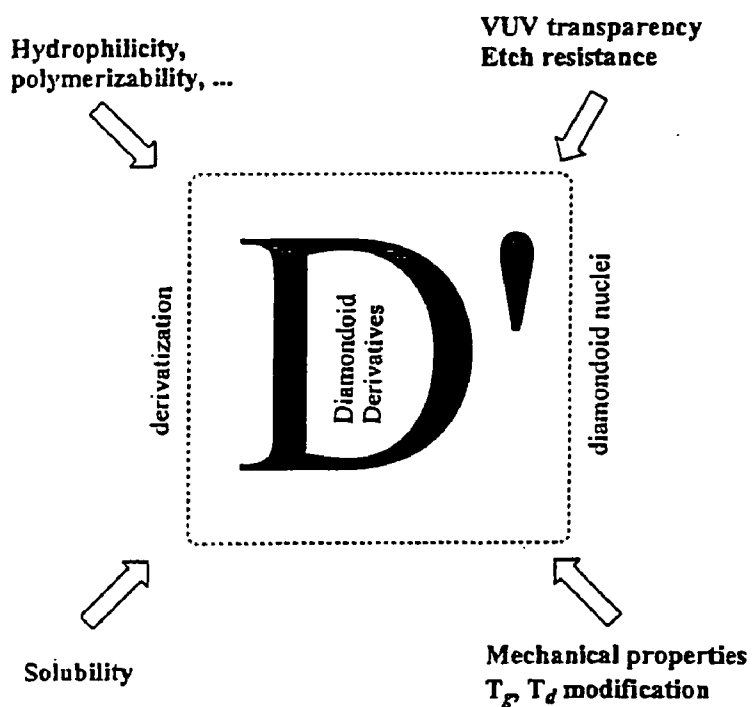 Hydrophilicity,
polymerizability, ...
VUV transparency
Etch resistance
derivatization
D'
Diamondoid
Derivatives
diamondoid nuclei
Solubility
Mechanical properties
Tg, Td modification